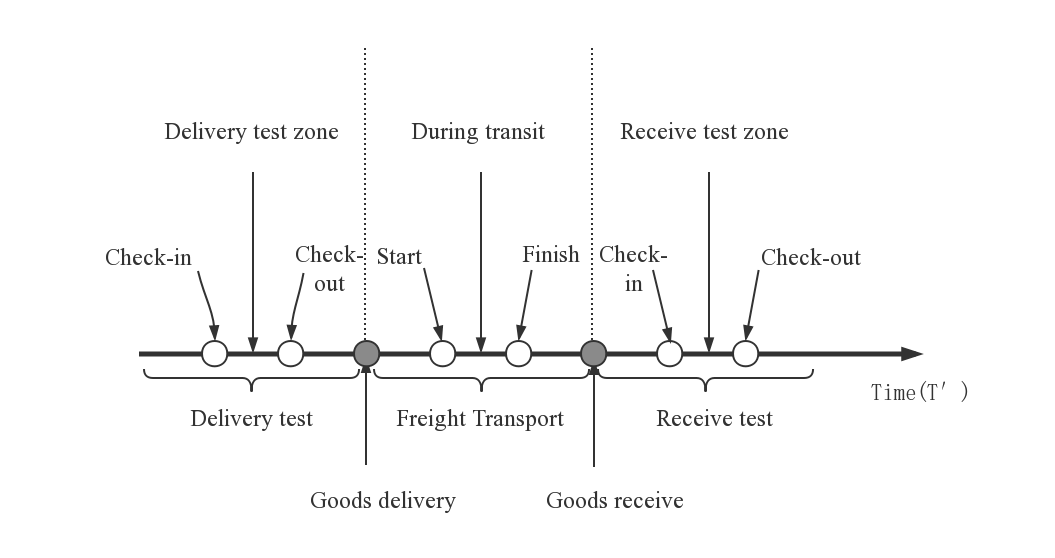 Delivery test zone
During transit
Receive test zone
Check-in
Check-
out
Start
Finish
Check-
in
Check-out
Time(T′)
Delivery test
Freight Transport
Receive test
Goods delivery
Goods receive